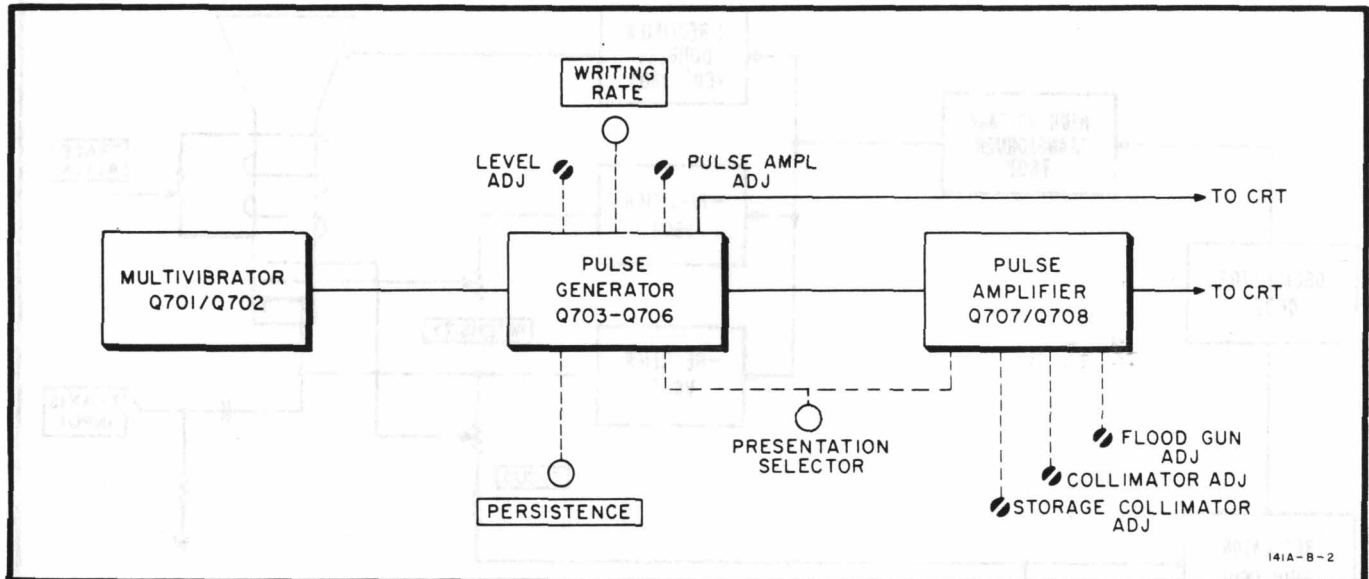 WRITING
RATE
LEVEL
ADJ
PULSE AMPL
ADJ
TO CRT
MULTIVIBRATOR
Q701/Q702
PULSE
GENERATOR
Q703-Q706
PULSE
AMPLIFIER
Q707/Q708
TO CRT
PRESENTATION
SELECTOR
FLOOD GUN
ADJ
COLLIMATOR ADJ
STORAGE COLLIMATOR
ADJ
PERSISTENCE
141A-B-2